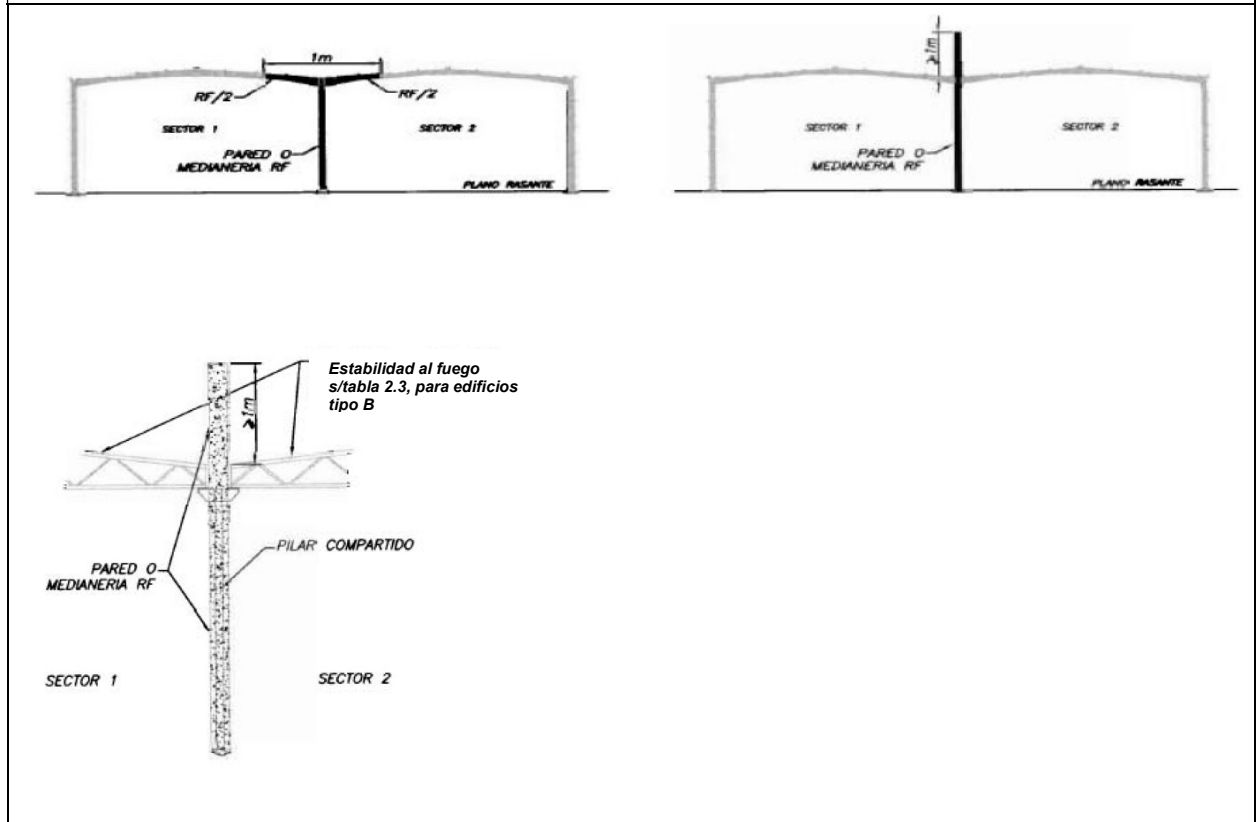 1m
RF/2
RF/2
SECTOR 1
SECTOR 2
PARED O
MEDIANERIA RF
PLANO RASANTE
≥1m
SECTOR 1
SECTOR 2
PARED O
MEDIANERIA RF
PLANO RASANTE
Estabilidad al fuego
s/tabla 2.3, para edificios
tipo B
≥1m
PILAR COMPARTIDO
PARED O
MEDIANERIA RF
SECTOR 1
SECTOR 2